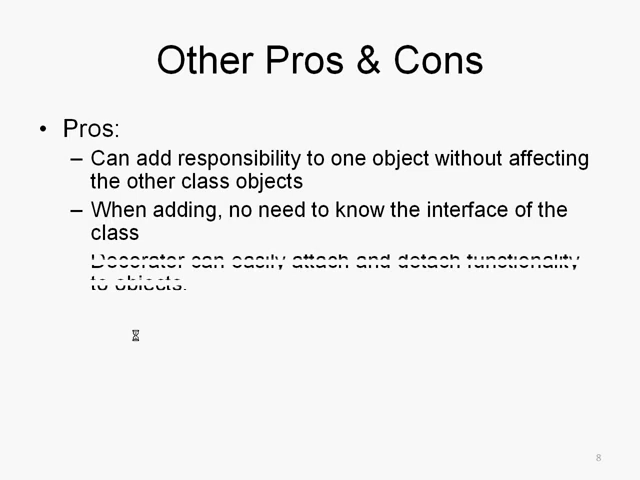 Other Pros & Cons
• Pros:
– Can add responsibility to one object without affecting
the other class objects
– When adding, no need to know the interface of the
class
Decorator can easily attach and detach functionality
to objects.
8